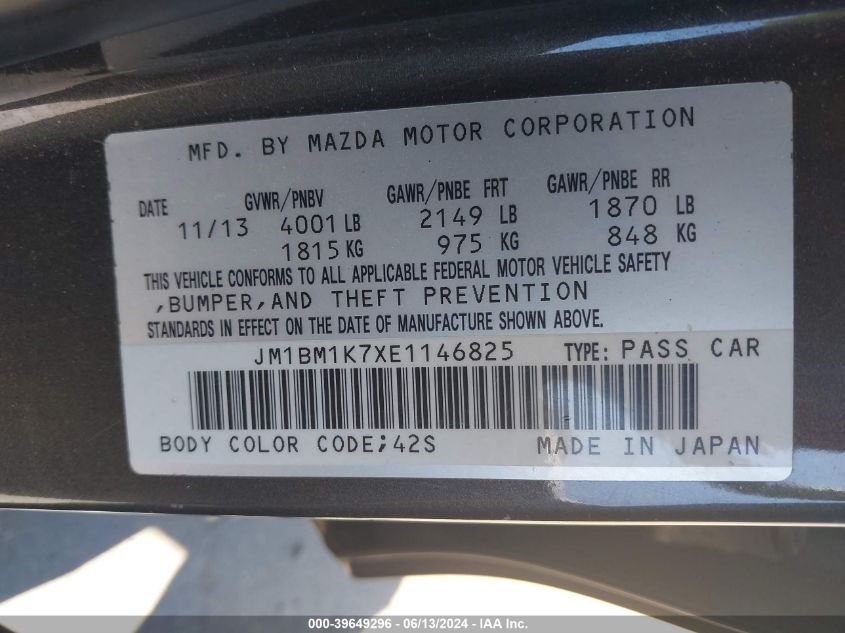 MFD. BY MAZDA MOTOR CORPORATION
DATE GVWR/PNBV GAWR/PNBE FRT GAWR/PNBE RR
11/13 4001 LB 2149 LB 1870 LB
1815 KG 975 KG 848 KG
THIS VEHICLE CONFORMS TO ALL APPLICABLE FEDERAL MOTOR VEHICLE SAFETY
,BUMPER,AND THEFT PREVENTION
STANDARDS IN EFFECT ON THE DATE OF MANUFACTURE SHOWN ABOVE.
JM1BM1K7XE1146825 TYPE: PASS CAR
BODY COLOR CODE;42S MADE IN JAPAN
000-39649296 - 06/13/2024 - IAA Inc.